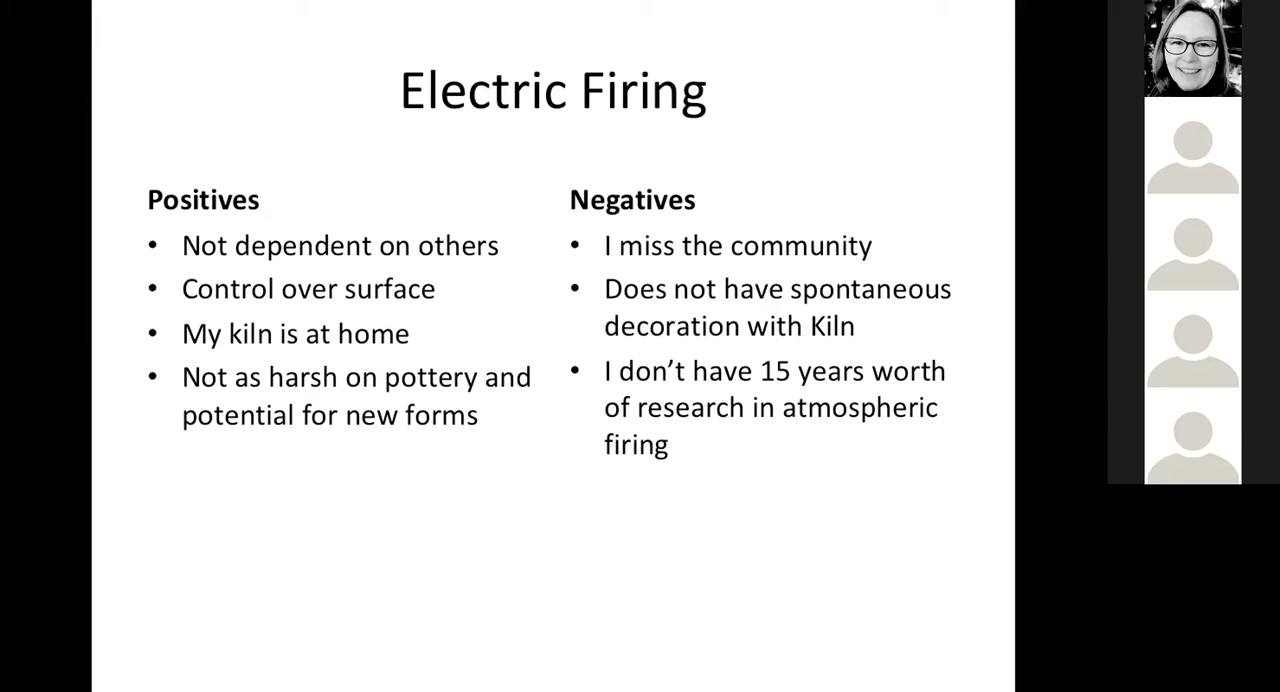 Electric Firing
Positives
• Not dependent on others
• Control over surface
• My kiln is at home
• Not as harsh on pottery and
potential for new forms
Negatives
• I miss the community
• Does not have spontaneous
decoration with Kiln
• I don’t have 15 years worth
of research in atmospheric
firing